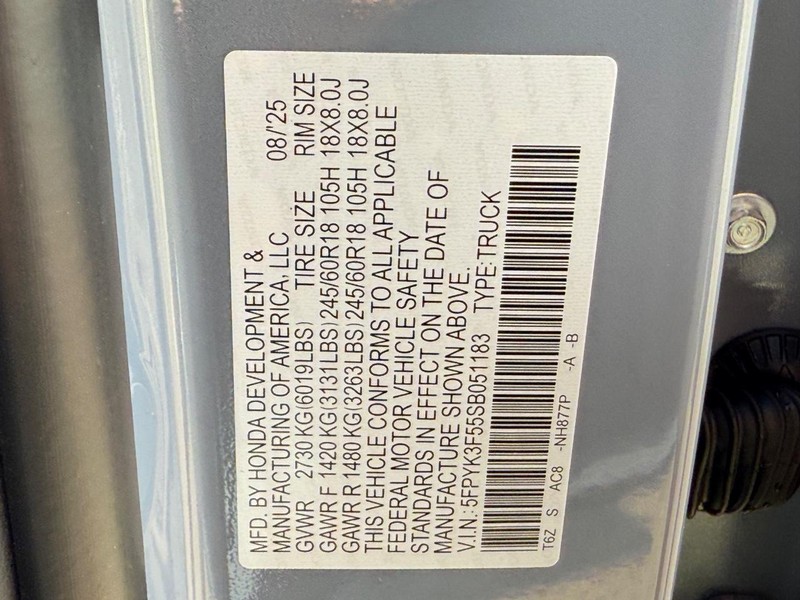 MFD. BY HONDA DEVELOPMENT &
MANUFACTURING OF AMERICA, LLC 08/'25
GVWR 2730 KG(6019LBS) TIRE SIZE RIM SIZE
GAWR F 1420 KG(3131LBS)245/60R18 105H 18X8.0J
GAWR R 1480 KG(3263LBS)245/60R18 105H 18X8.0J
THIS VEHICLE CONFORMS TO ALL APPLICABLE
FEDERAL MOTOR VEHICLE SAFETY
STANDARDS IN EFFECT ON THE DATE OF
MANUFACTURE SHOWN ABOVE.
V.I.N.:5FPYK3F55SB051183 TYPE:TRUCK
T6Z S AC8 -NH877P -A -B